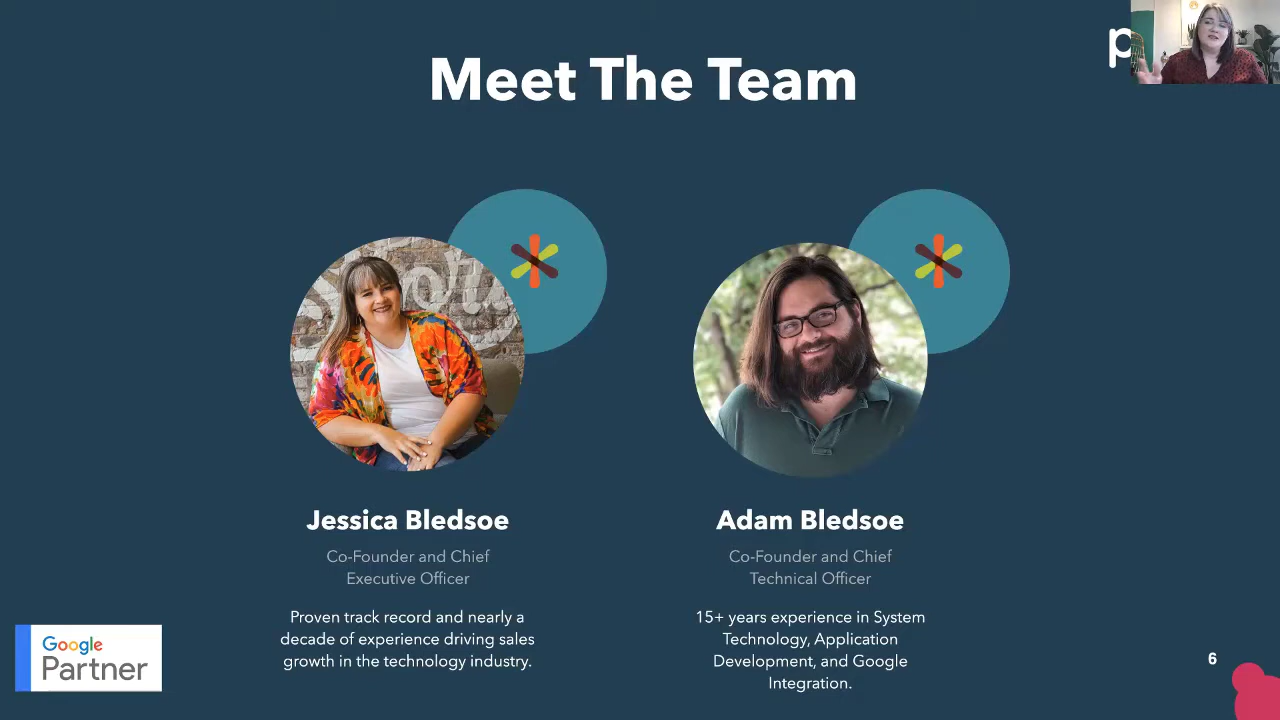 Meet The Team
p
Jessica Bledsoe
Co-Founder and Chief
Executive Officer
Proven track record and nearly a
decade of experience driving sales
growth in the technology industry.
Adam Bledsoe
Co-Founder and Chief
Technical Officer
15+ years experience in System
Technology, Application
Development, and Google
Integration.
Google
Partner
6